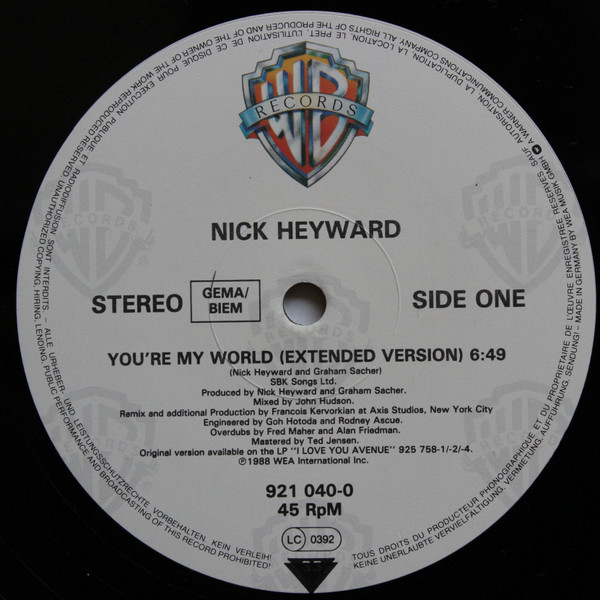 WB
RECORDS
NICK HEYWARD
STEREO
GEMA/
BIEM
SIDE ONE
YOU'RE MY WORLD (EXTENDED VERSION) 6:49
(Nick Heyward and Graham Sacher)
SBK Songs Ltd.
Produced by Nick Heyward and Graham Sacher.
Mixed by John Hudson.
Remix and additional Production by Francois Kervorkian at Axis Studios, New York City
Engineered by Goh Hotoda and Rodney Ascue.
Overdubs by Fred Maher and Alan Friedman.
Mastered by Ted Jensen.
Original version available on the LP "I LOVE YOU AVENUE" 925 758-1/-2/-4.
℗1988 WEA International Inc.
921 040-0
45 RpM
LC 0392
A WARNER COMMUNICATIONS COMPANY. ALL RIGHTS OF THE PRODUCER AND OF THE OWNER OF THE WORK REPRODUCED RESERVED. UNAUTHORIZED COPYING, HIRING, LENDING, PUBLIC PERFORMANCE AND BROADCASTING OF THIS RECORD PROHIBITED!
ALLE URHEBER- UND LEISTUNGSSCHUTZRECHTE VORBEHALTEN. KEIN VERLEIH! KEINE UNERLAUBTE VERVIELFÄLTIGUNG, VERMIETUNG, AUFFÜHRUNG, SENDUNG! – MADE IN GERMANY BY WEA MUSIK GMBH
TOUS DROITS DU PRODUCTEUR PHONOGRAPHIQUE ET DU PROPRIETAIRE DE L'ŒUVRE ENREGISTREE RESERVES. SAUF AUTORISATION, LA DUPLICATION, LA LOCATION, LE PRET, L'UTILISATION DE CE DISQUE POUR EXECUTION PUBLIQUE ET RADIODIFFUSION SONT INTERDITS. –